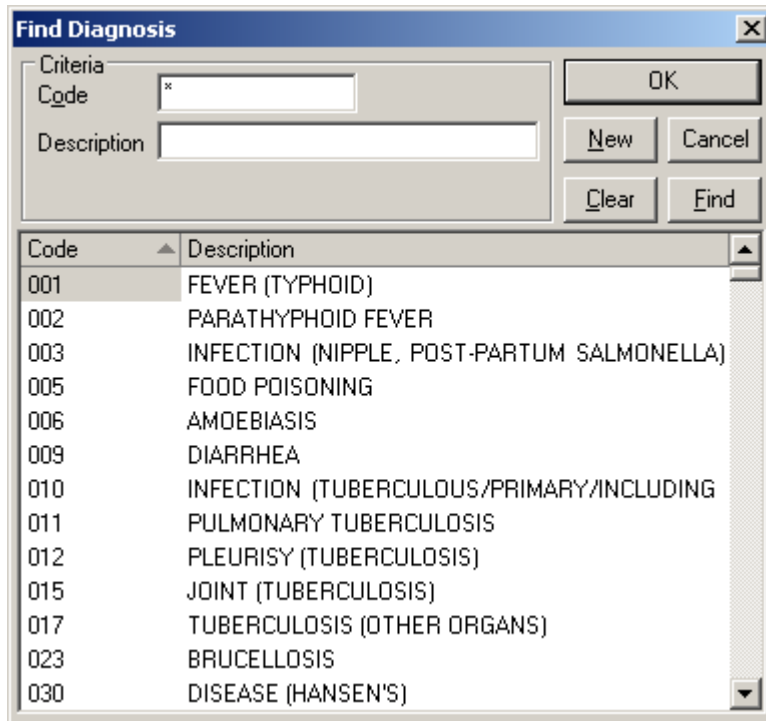 Find Diagnosis
Criteria
Code *
OK
Description
New Cancel
Clear Find
Code Description
001 FEVER (TYPHOID)
002 PARATHYPHOID FEVER
003 INFECTION (NIPPLE, POST-PARTUM SALMONELLA)
005 FOOD POISONING
006 AMOEBIASIS
009 DIARRHEA
010 INFECTION (TUBERCULOUS/PRIMARY/INCLUDING
011 PULMONARY TUBERCULOSIS
012 PLEURISY (TUBERCULOSIS)
015 JOINT (TUBERCULOSIS)
017 TUBERCULOSIS (OTHER ORGANS)
023 BRUCELLOSIS
030 DISEASE (HANSEN'S)